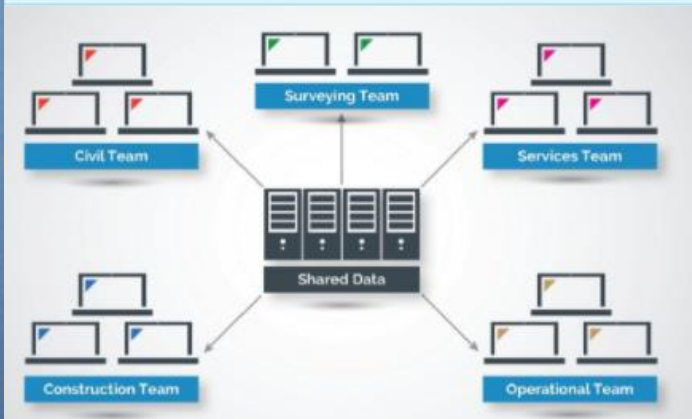 Surveying Team
Civil Team
Services Team
Shared Data
Construction Team
Operational Team